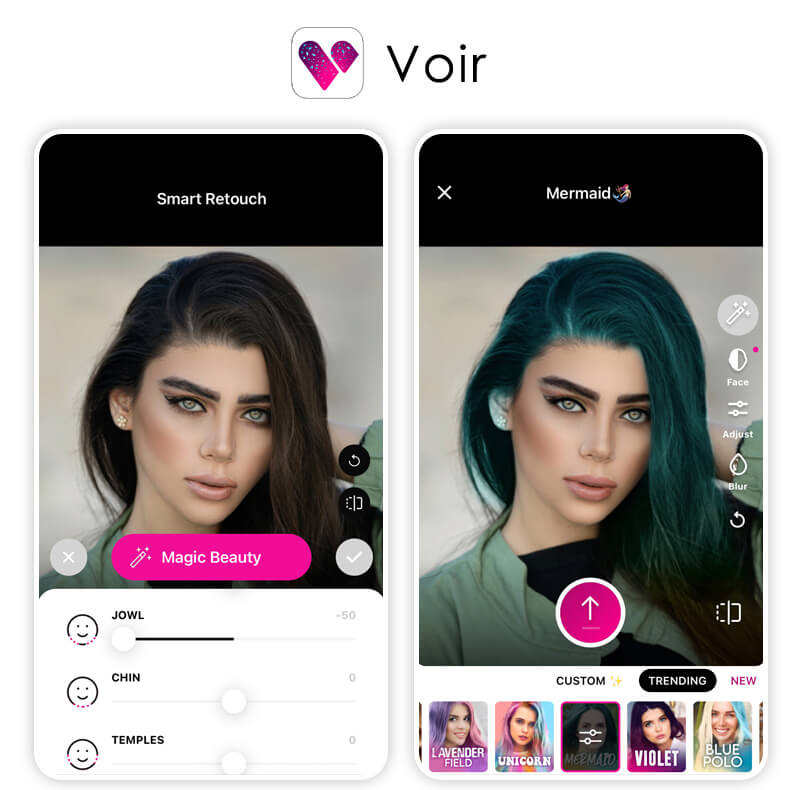 Voir
Smart Retouch
Magic Beauty
JOWL -50
CHIN 0
TEMPLES 0
Mermaid
Face
Adjust
Blur
CUSTOM TRENDING NEW
LAVENDER
FIELD
UNICORN
MERMAID
VIOLET
BLUE
POLO